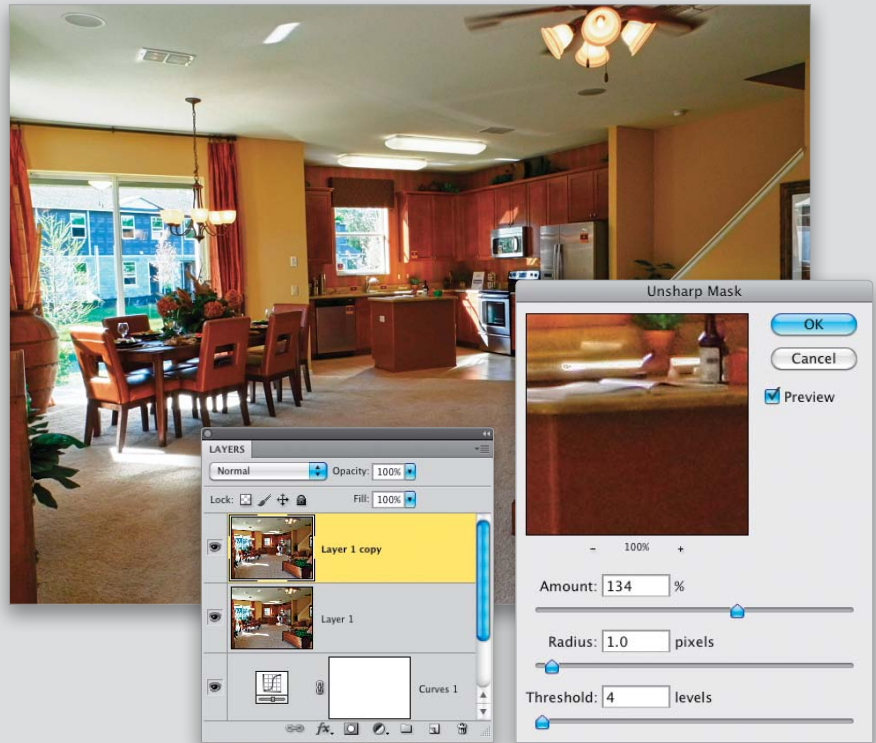 Unsharp Mask
OK
Cancel
Preview
- 100% +
Amount: 134 %
Radius: 1.0 pixels
Threshold: 4 levels
LAYERS
Normal Opacity: 100%
Lock: Fill: 100%
Layer 1 copy
Layer 1
Curves 1
fx.